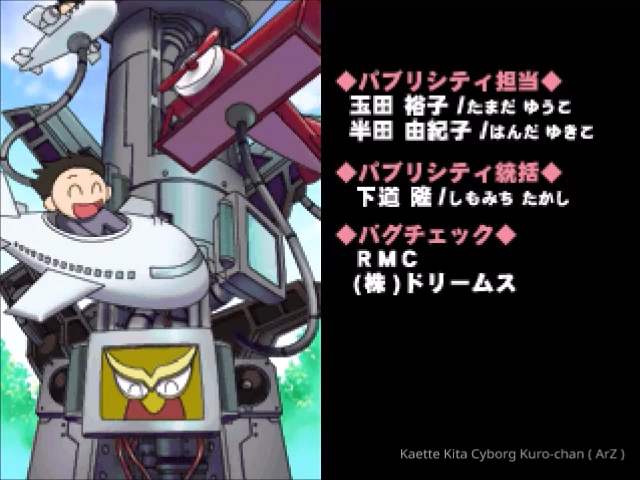 ◆パブリシティ担当◆
玉田 裕子 /たまだ ゆうこ
半田 由紀子 /はんだ ゆきこ
◆パブリシティ統括◆
下道 隆 /しもみち たかし
◆バグチェック◆
RMC
(株)ドリームス
Kaette Kita Cyborg Kuro-chan ( ArZ )